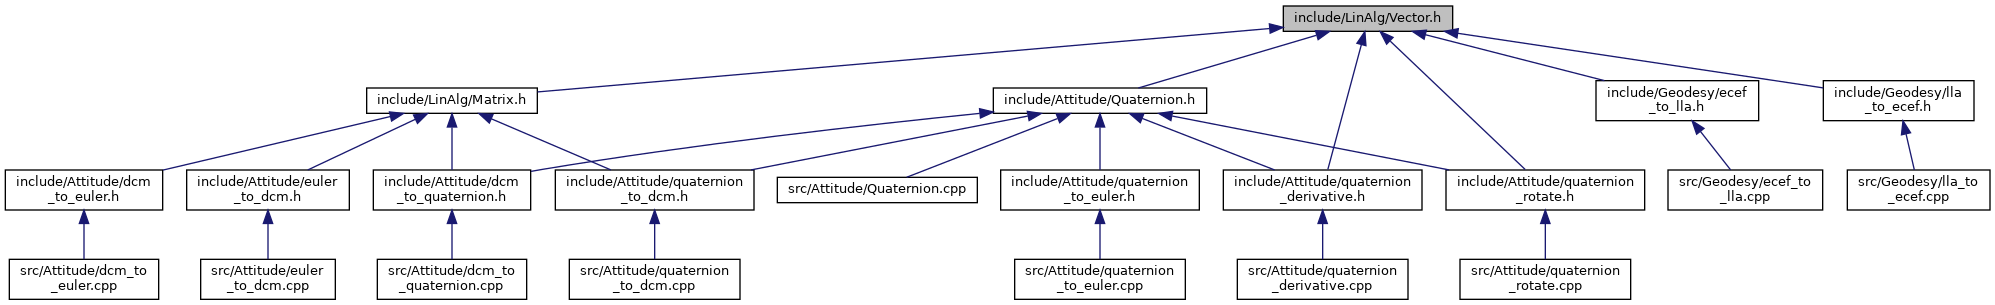 include/LinAlg/Vector.h
include/LinAlg/Matrix.h
include/Attitude/Quaternion.h
include/Geodesy/ecef
_to_lla.h
include/Geodesy/lla
_to_ecef.h
include/Attitude/dcm
_to_euler.h
include/Attitude/euler
_to_dcm.h
include/Attitude/dcm
_to_quaternion.h
include/Attitude/quaternion
_to_dcm.h
src/Attitude/Quaternion.cpp
include/Attitude/quaternion
_to_euler.h
include/Attitude/quaternion
_derivative.h
include/Attitude/quaternion
_rotate.h
src/Geodesy/ecef_to
_lla.cpp
src/Geodesy/lla_to
_ecef.cpp
src/Attitude/dcm_to
_euler.cpp
src/Attitude/euler
_to_dcm.cpp
src/Attitude/dcm_to
_quaternion.cpp
src/Attitude/quaternion
_to_dcm.cpp
src/Attitude/quaternion
_to_euler.cpp
src/Attitude/quaternion
_derivative.cpp
src/Attitude/quaternion
_rotate.cpp